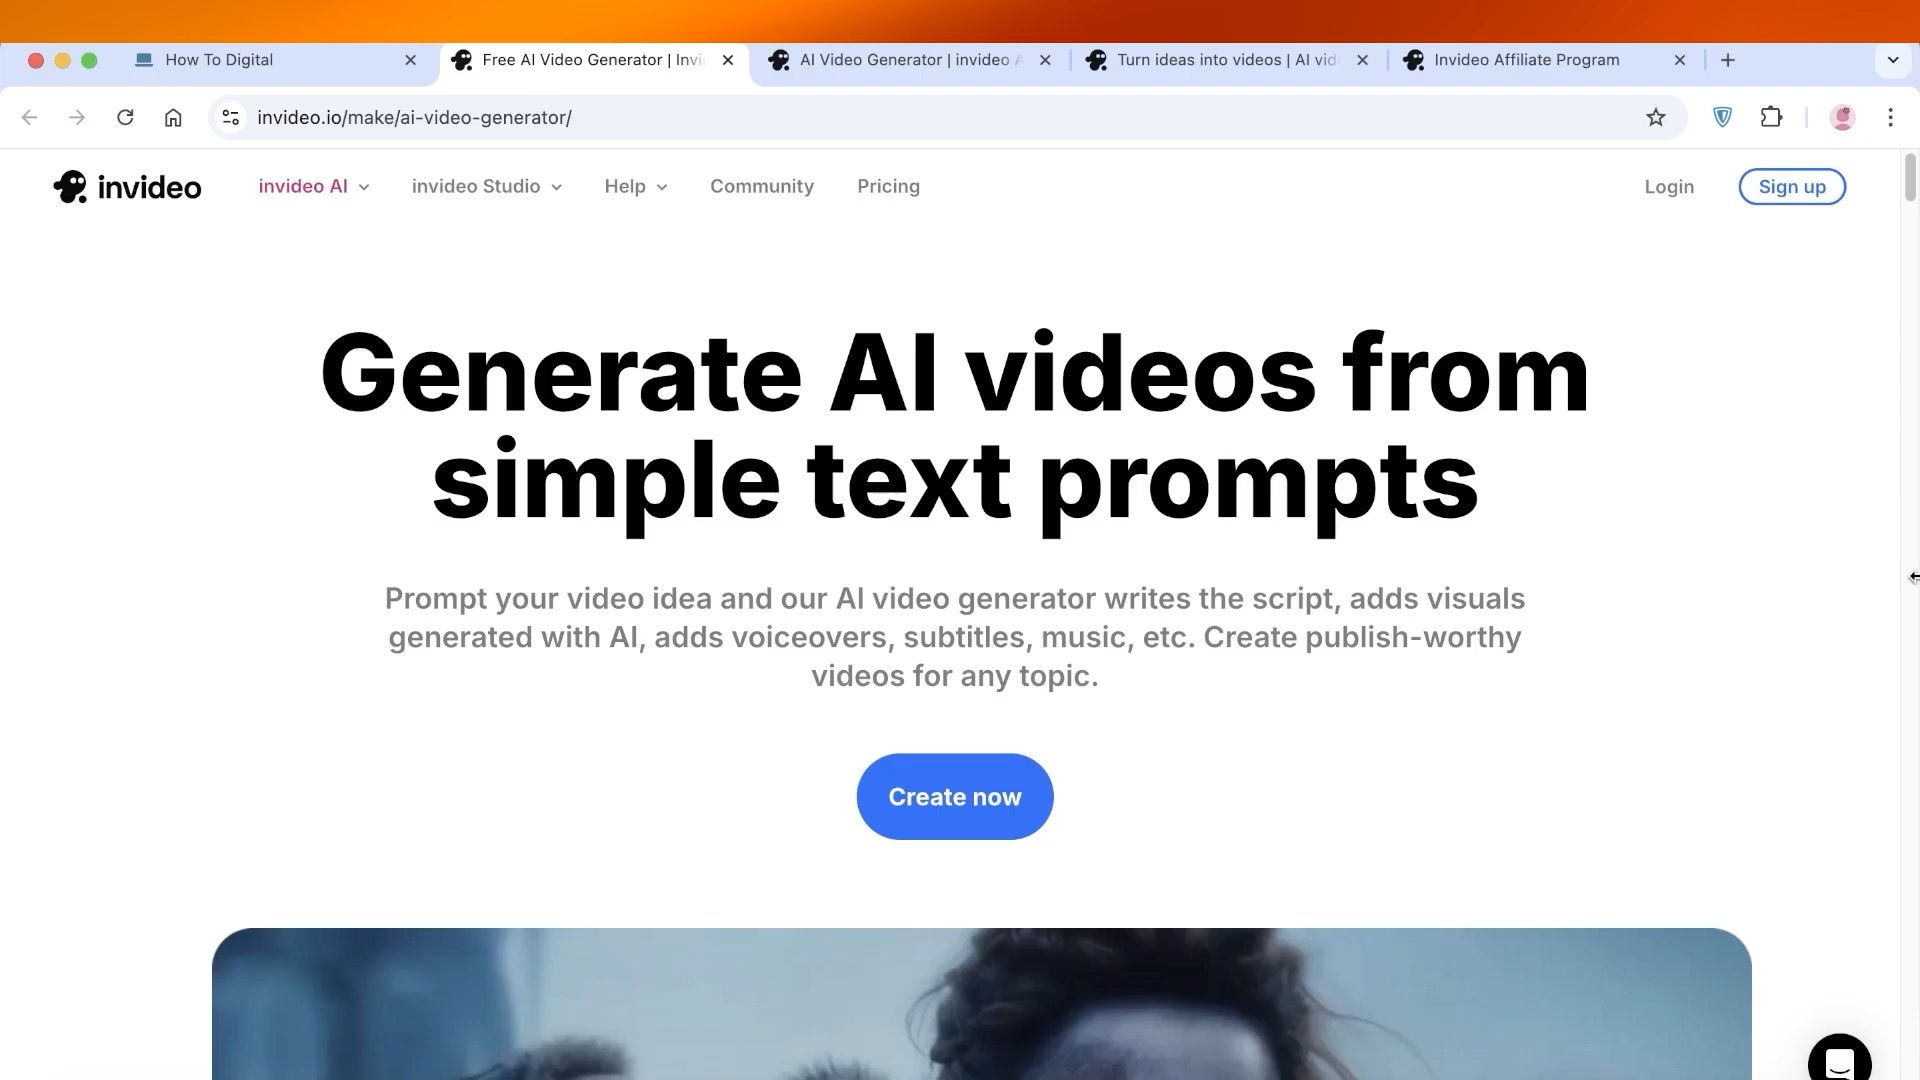 How To Digital
Free AI Video Generator | Invi
AI Video Generator | invideo A
Turn ideas into videos | AI vid
Invideo Affiliate Program
invideo.io/make/ai-video-generator/
invideo
invideo AI
invideo Studio
Help
Community
Pricing
Login
Sign up
Generate AI videos from
simple text prompts
Prompt your video idea and our AI video generator writes the script, adds visuals
generated with AI, adds voiceovers, subtitles, music, etc. Create publish-worthy
videos for any topic.
Create now